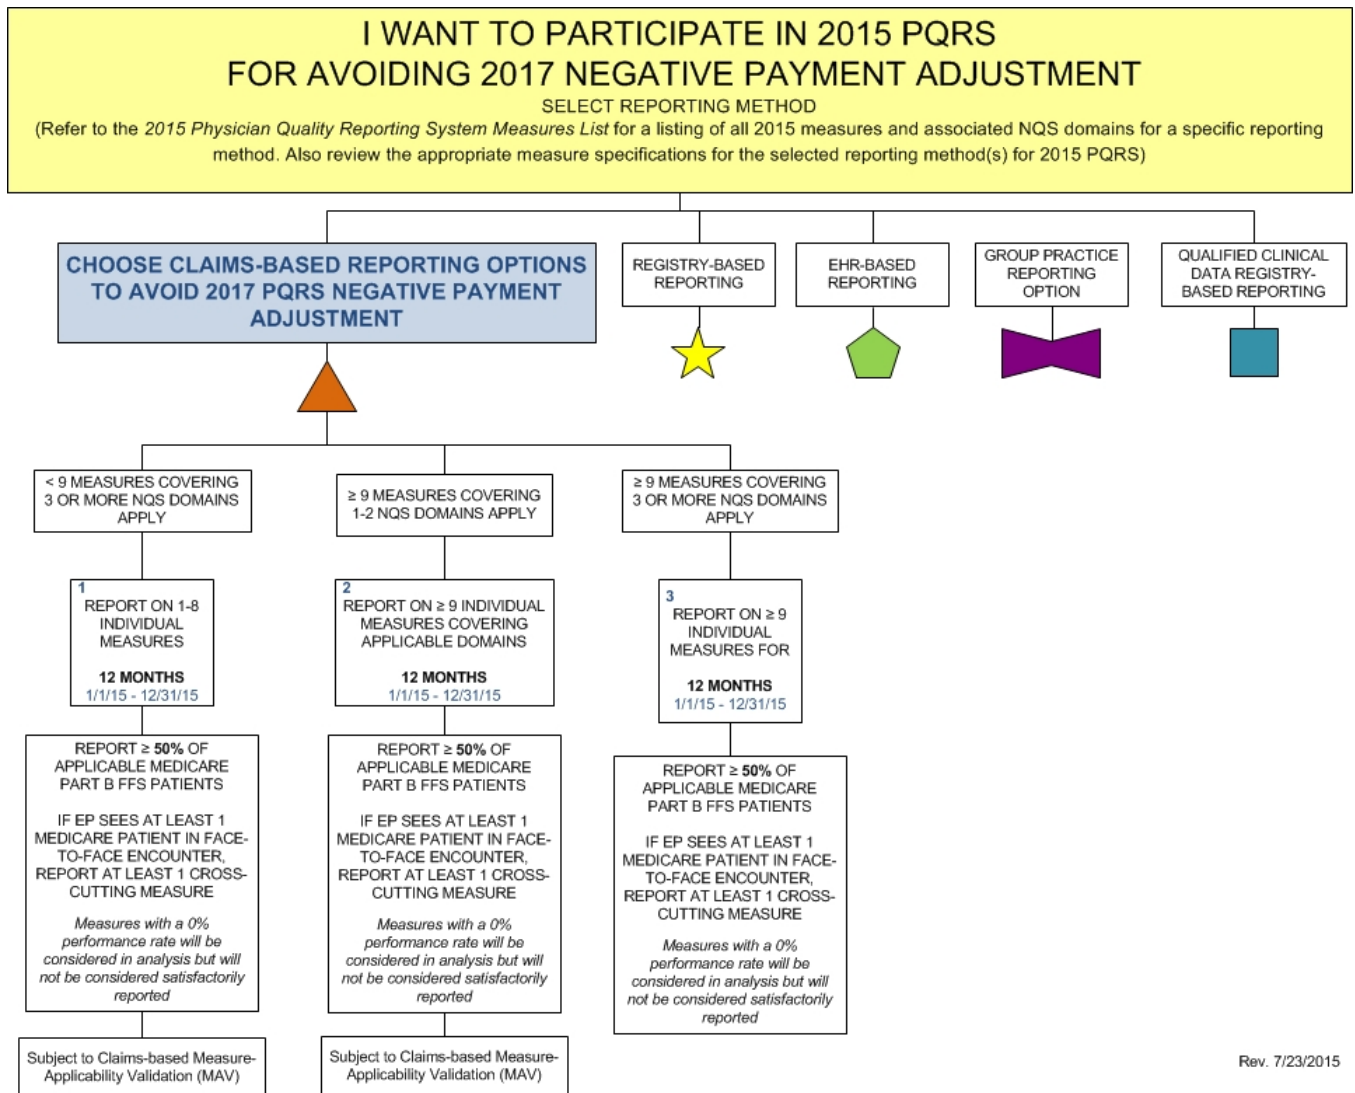 I WANT TO PARTICIPATE IN 2015 PQRS
FOR AVOIDING 2017 NEGATIVE PAYMENT ADJUSTMENT
SELECT REPORTING METHOD
(Refer to the 2015 Physician Quality Reporting System Measures List for a listing of all 2015 measures and associated NQS domains for a specific reporting
method. Also review the appropriate measure specifications for the selected reporting method(s) for 2015 PQRS)
CHOOSE CLAIMS-BASED REPORTING OPTIONS
TO AVOID 2017 PQRS NEGATIVE PAYMENT
ADJUSTMENT
REGISTRY-BASED
REPORTING
EHR-BASED
REPORTING
GROUP PRACTICE
REPORTING
OPTION
QUALIFIED CLINICAL
DATA REGISTRY-
BASED REPORTING
< 9 MEASURES COVERING
3 OR MORE NQS DOMAINS
APPLY
≥ 9 MEASURES COVERING
1-2 NQS DOMAINS APPLY
≥ 9 MEASURES COVERING
3 OR MORE NQS DOMAINS
APPLY
1
REPORT ON 1-8
INDIVIDUAL
MEASURES
12 MONTHS
1/1/15 - 12/31/15
2
REPORT ON ≥ 9 INDIVIDUAL
MEASURES COVERING
APPLICABLE DOMAINS
12 MONTHS
1/1/15 - 12/31/15
3
REPORT ON ≥ 9
INDIVIDUAL
MEASURES FOR
12 MONTHS
1/1/15 - 12/31/15
REPORT ≥ 50% OF
APPLICABLE MEDICARE
PART B FFS PATIENTS
IF EP SEES AT LEAST 1
MEDICARE PATIENT IN FACE-
TO-FACE ENCOUNTER,
REPORT AT LEAST 1 CROSS-
CUTTING MEASURE
Measures with a 0%
performance rate will be
considered in analysis but will
not be considered satisfactorily
reported
REPORT ≥ 50% OF
APPLICABLE MEDICARE
PART B FFS PATIENTS
IF EP SEES AT LEAST 1
MEDICARE PATIENT IN FACE-
TO-FACE ENCOUNTER,
REPORT AT LEAST 1 CROSS-
CUTTING MEASURE
Measures with a 0%
performance rate will be
considered in analysis but will
not be considered satisfactorily
reported
REPORT ≥ 50% OF
APPLICABLE MEDICARE
PART B FFS PATIENTS
IF EP SEES AT LEAST 1
MEDICARE PATIENT IN FACE-
TO-FACE ENCOUNTER,
REPORT AT LEAST 1 CROSS-
CUTTING MEASURE
Measures with a 0%
performance rate will be
considered in analysis but will
not be considered satisfactorily
reported
Subject to Claims-based Measure-
Applicability Validation (MAV)
Subject to Claims-based Measure-
Applicability Validation (MAV)
Rev. 7/23/2015